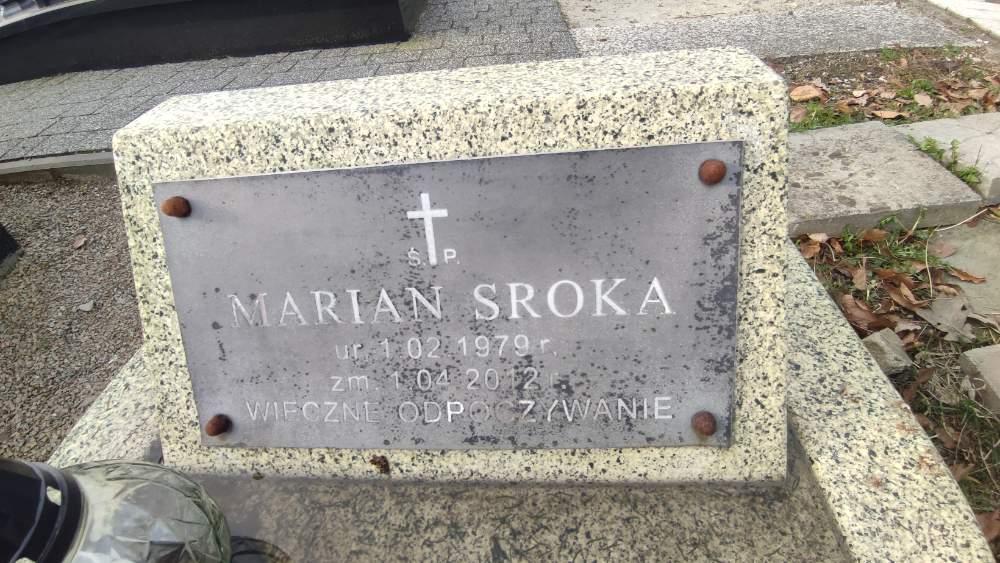 Ś. P.
MARIAN SROKA
ur. 1.02 1979 r.
zm. 1.04 2012 r.
WIECZNE ODPOCZYWANIE